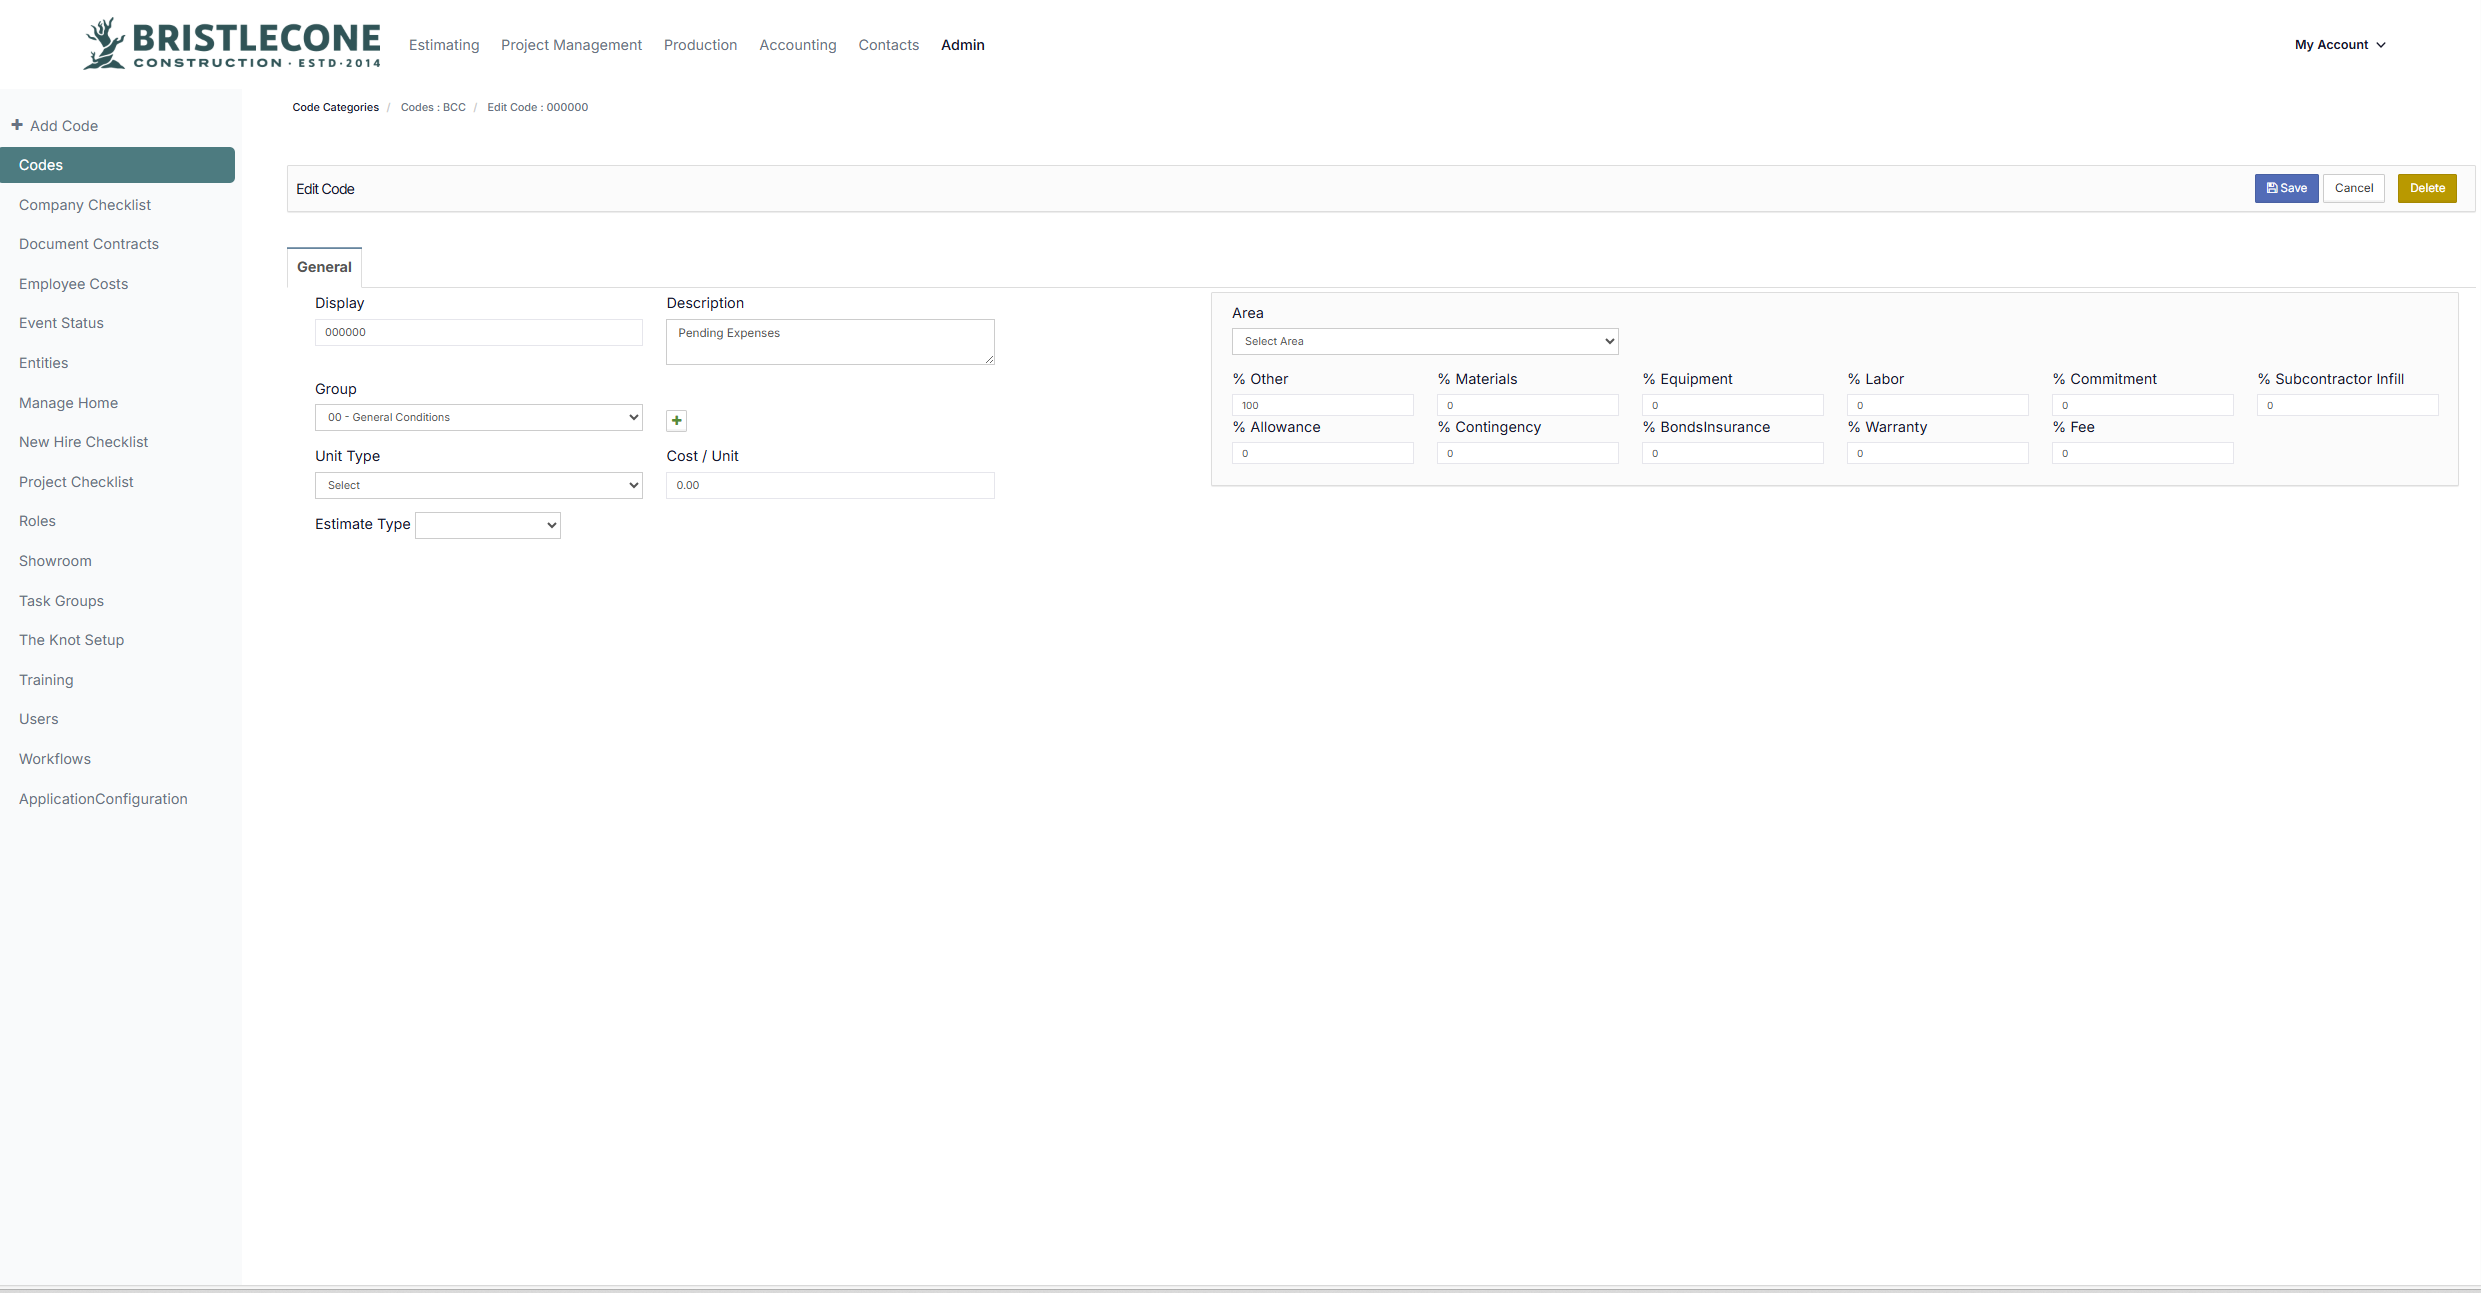 BRISTLECONE
CONSTRUCTION · ESTD·2014
Estimating Project Management Production Accounting Contacts Admin
My Account
Code Categories / Codes : BCC / Edit Code : 000000
Add Code
Codes
Company Checklist
Document Contracts
Employee Costs
Event Status
Entities
Manage Home
New Hire Checklist
Project Checklist
Roles
Showroom
Task Groups
The Knot Setup
Training
Users
Workflows
ApplicationConfiguration
Edit Code
Save Cancel Delete
General
Display Description
000000 Pending Expenses
Group
00 - General Conditions
Unit Type Cost / Unit
Select 0.00
Estimate Type
Area
Select Area
% Other % Materials % Equipment % Labor % Commitment % Subcontractor Infill
100 0 0 0 0 0
% Allowance % Contingency % BondsInsurance % Warranty % Fee
0 0 0 0 0